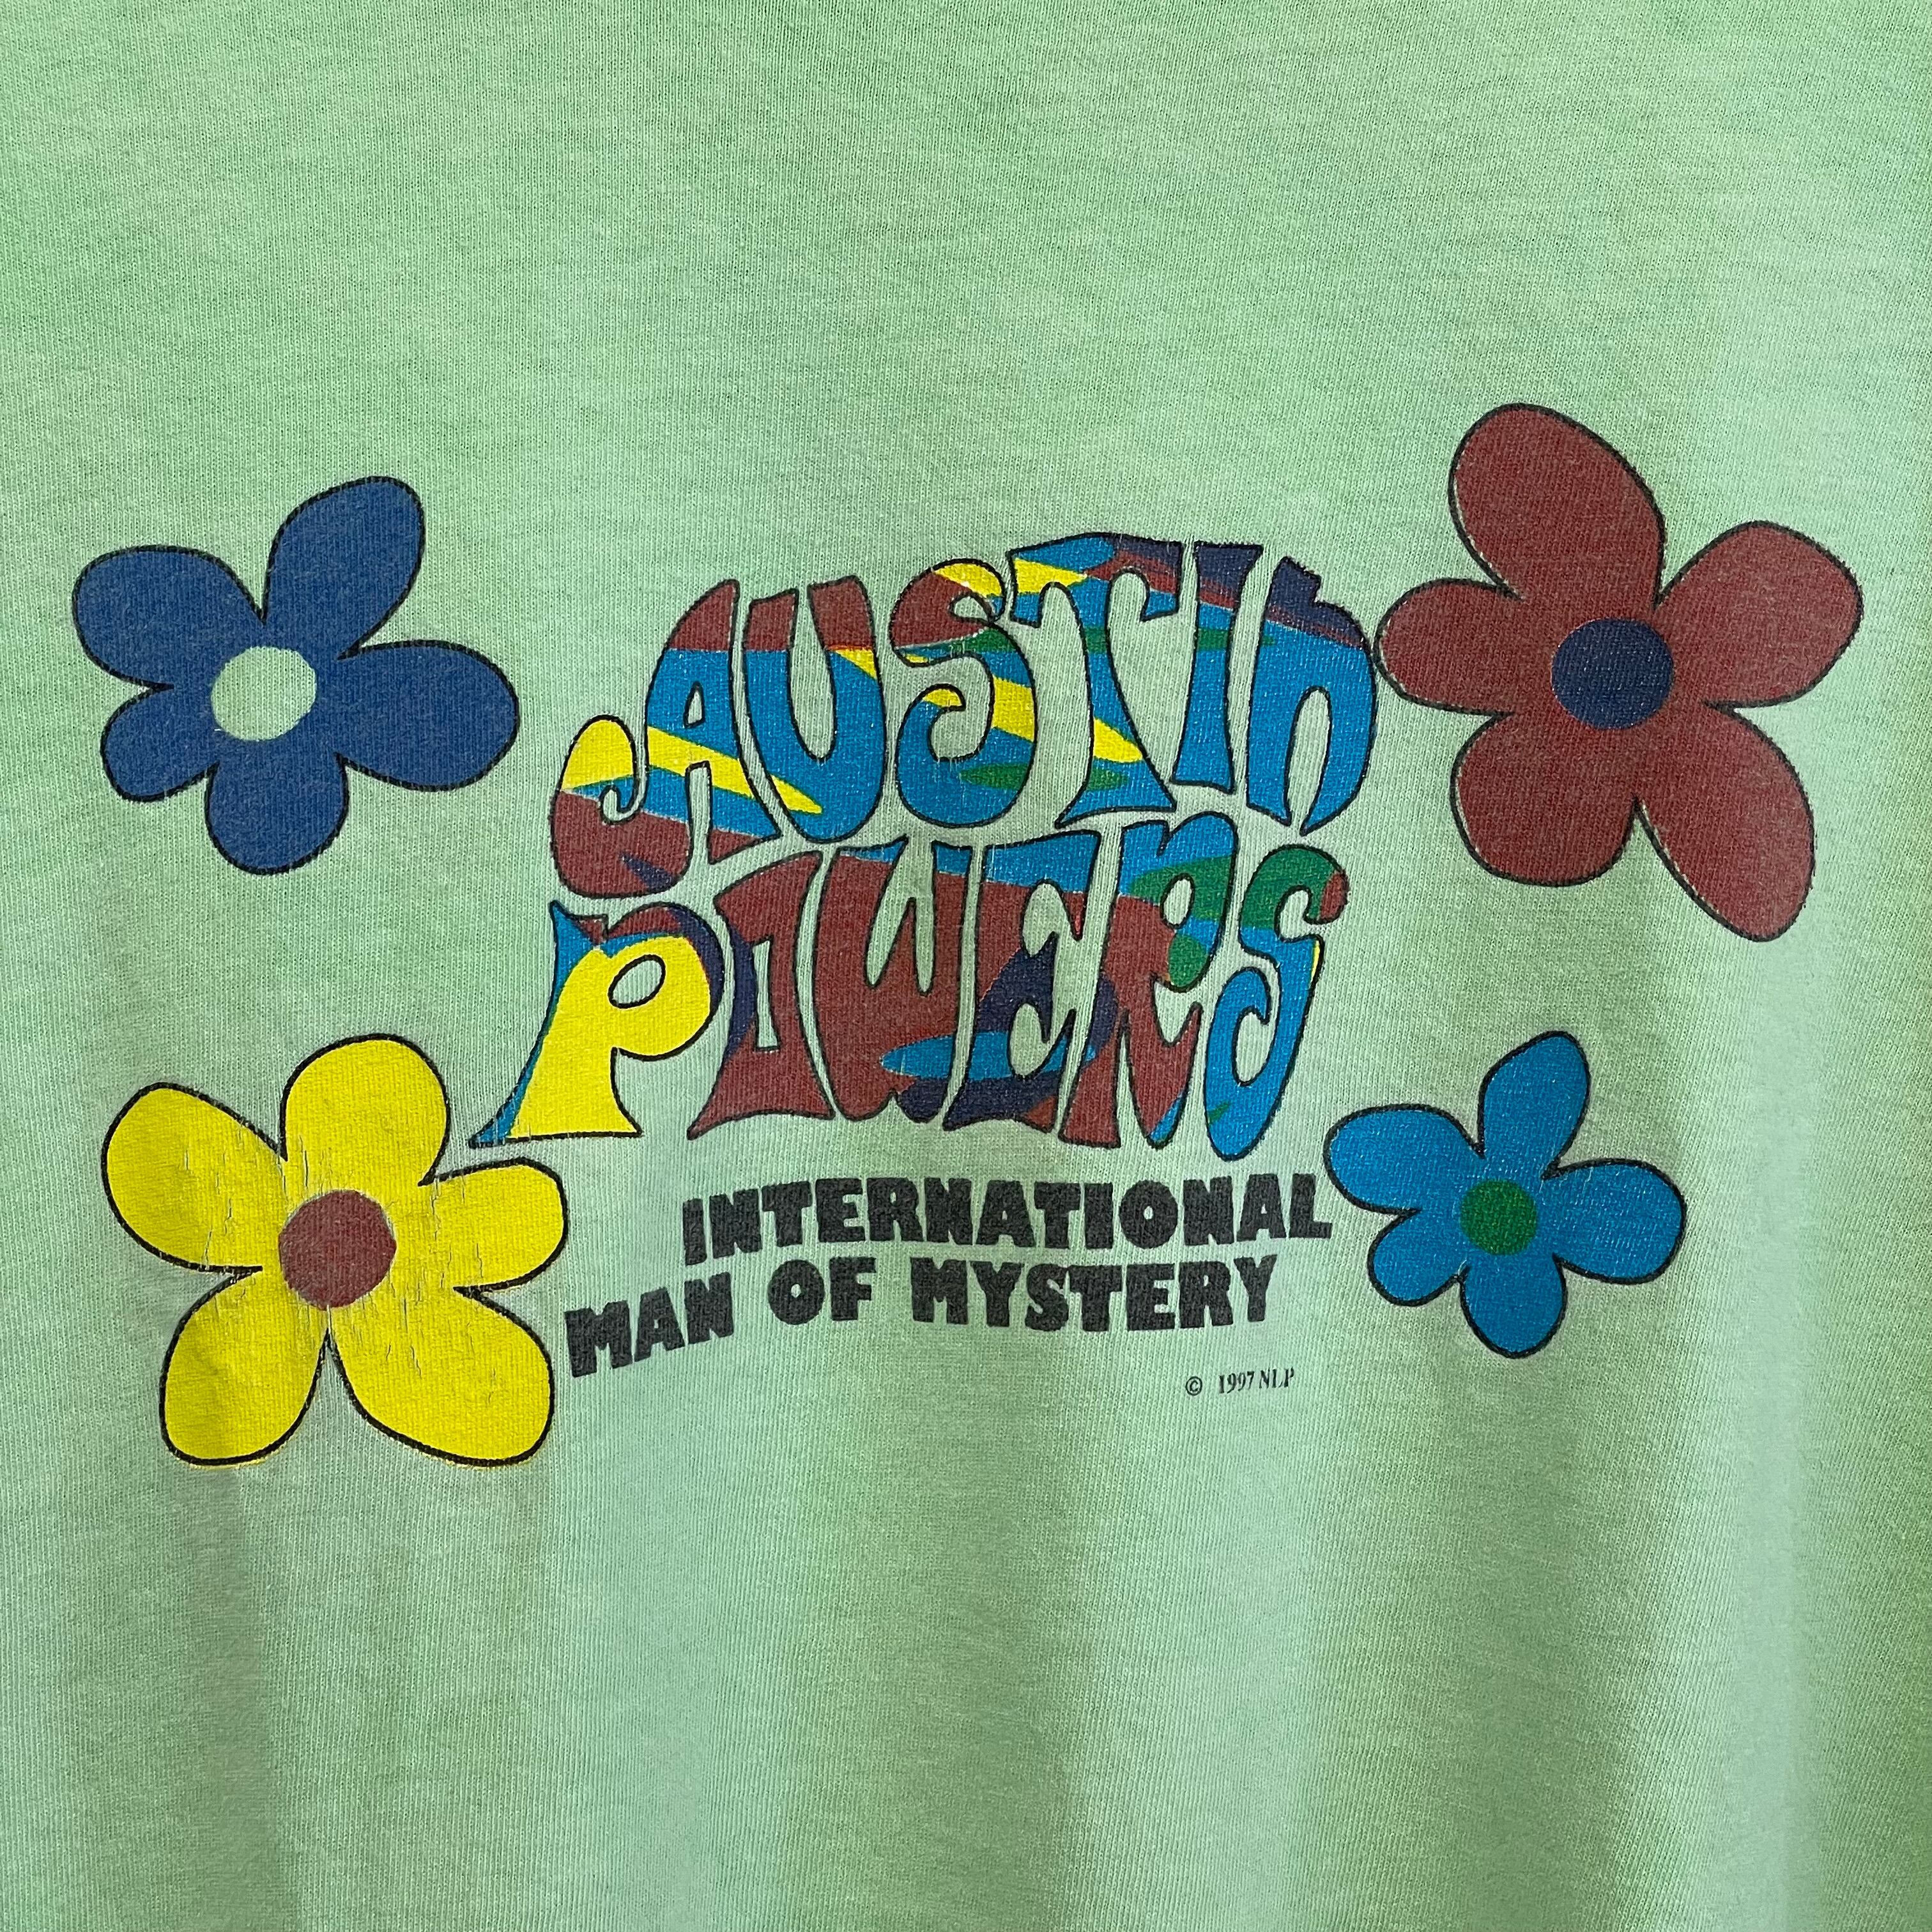 AUSTIN
POWERS
INTERNATIONAL
MAN OF MYSTERY
© 1997 NLP